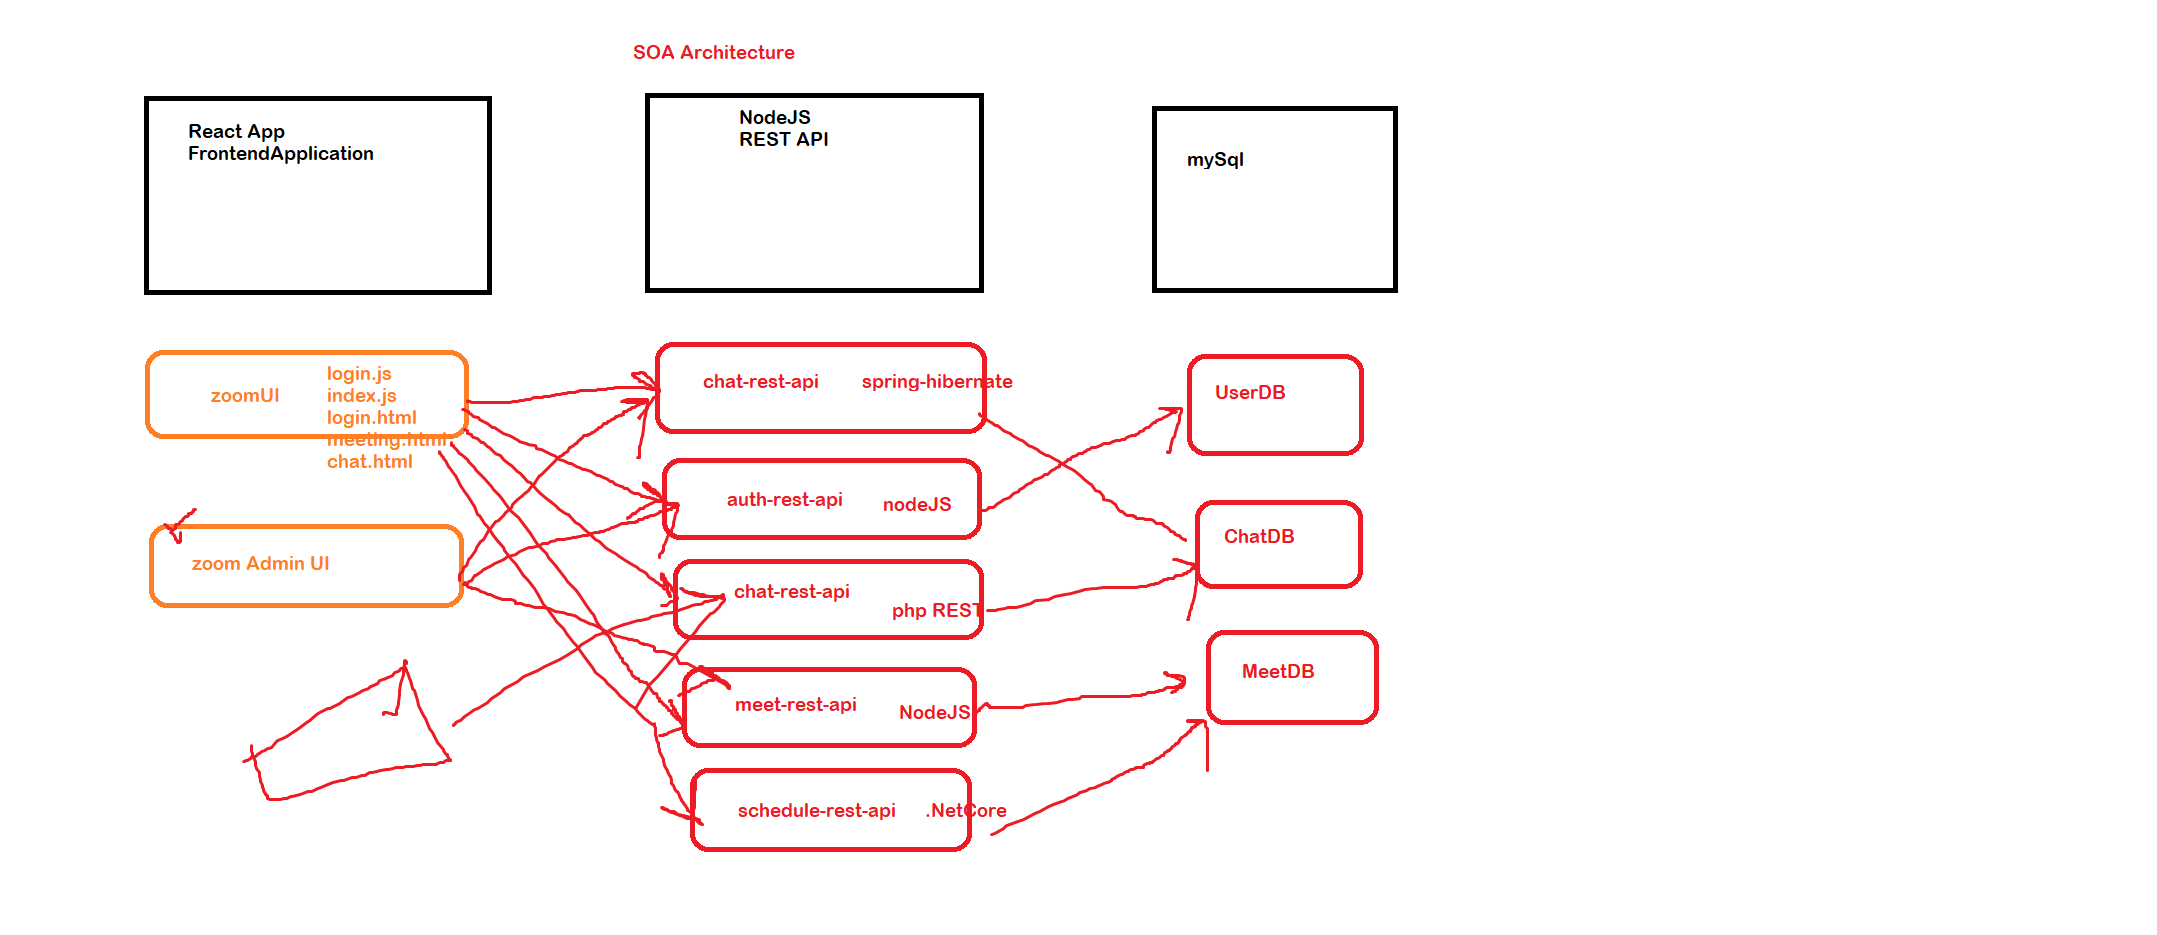 SOA Architecture
React App
FrontendApplication
NodeJS
REST API
mySql
zoomUI
login.js
index.js
login.html
meeting.html
chat.html
chat-rest-api
spring-hibernate
UserDB
auth-rest-api
nodeJS
ChatDB
zoom Admin UI
chat-rest-api
php REST
MeetDB
meet-rest-api
NodeJS
schedule-rest-api
.NetCore